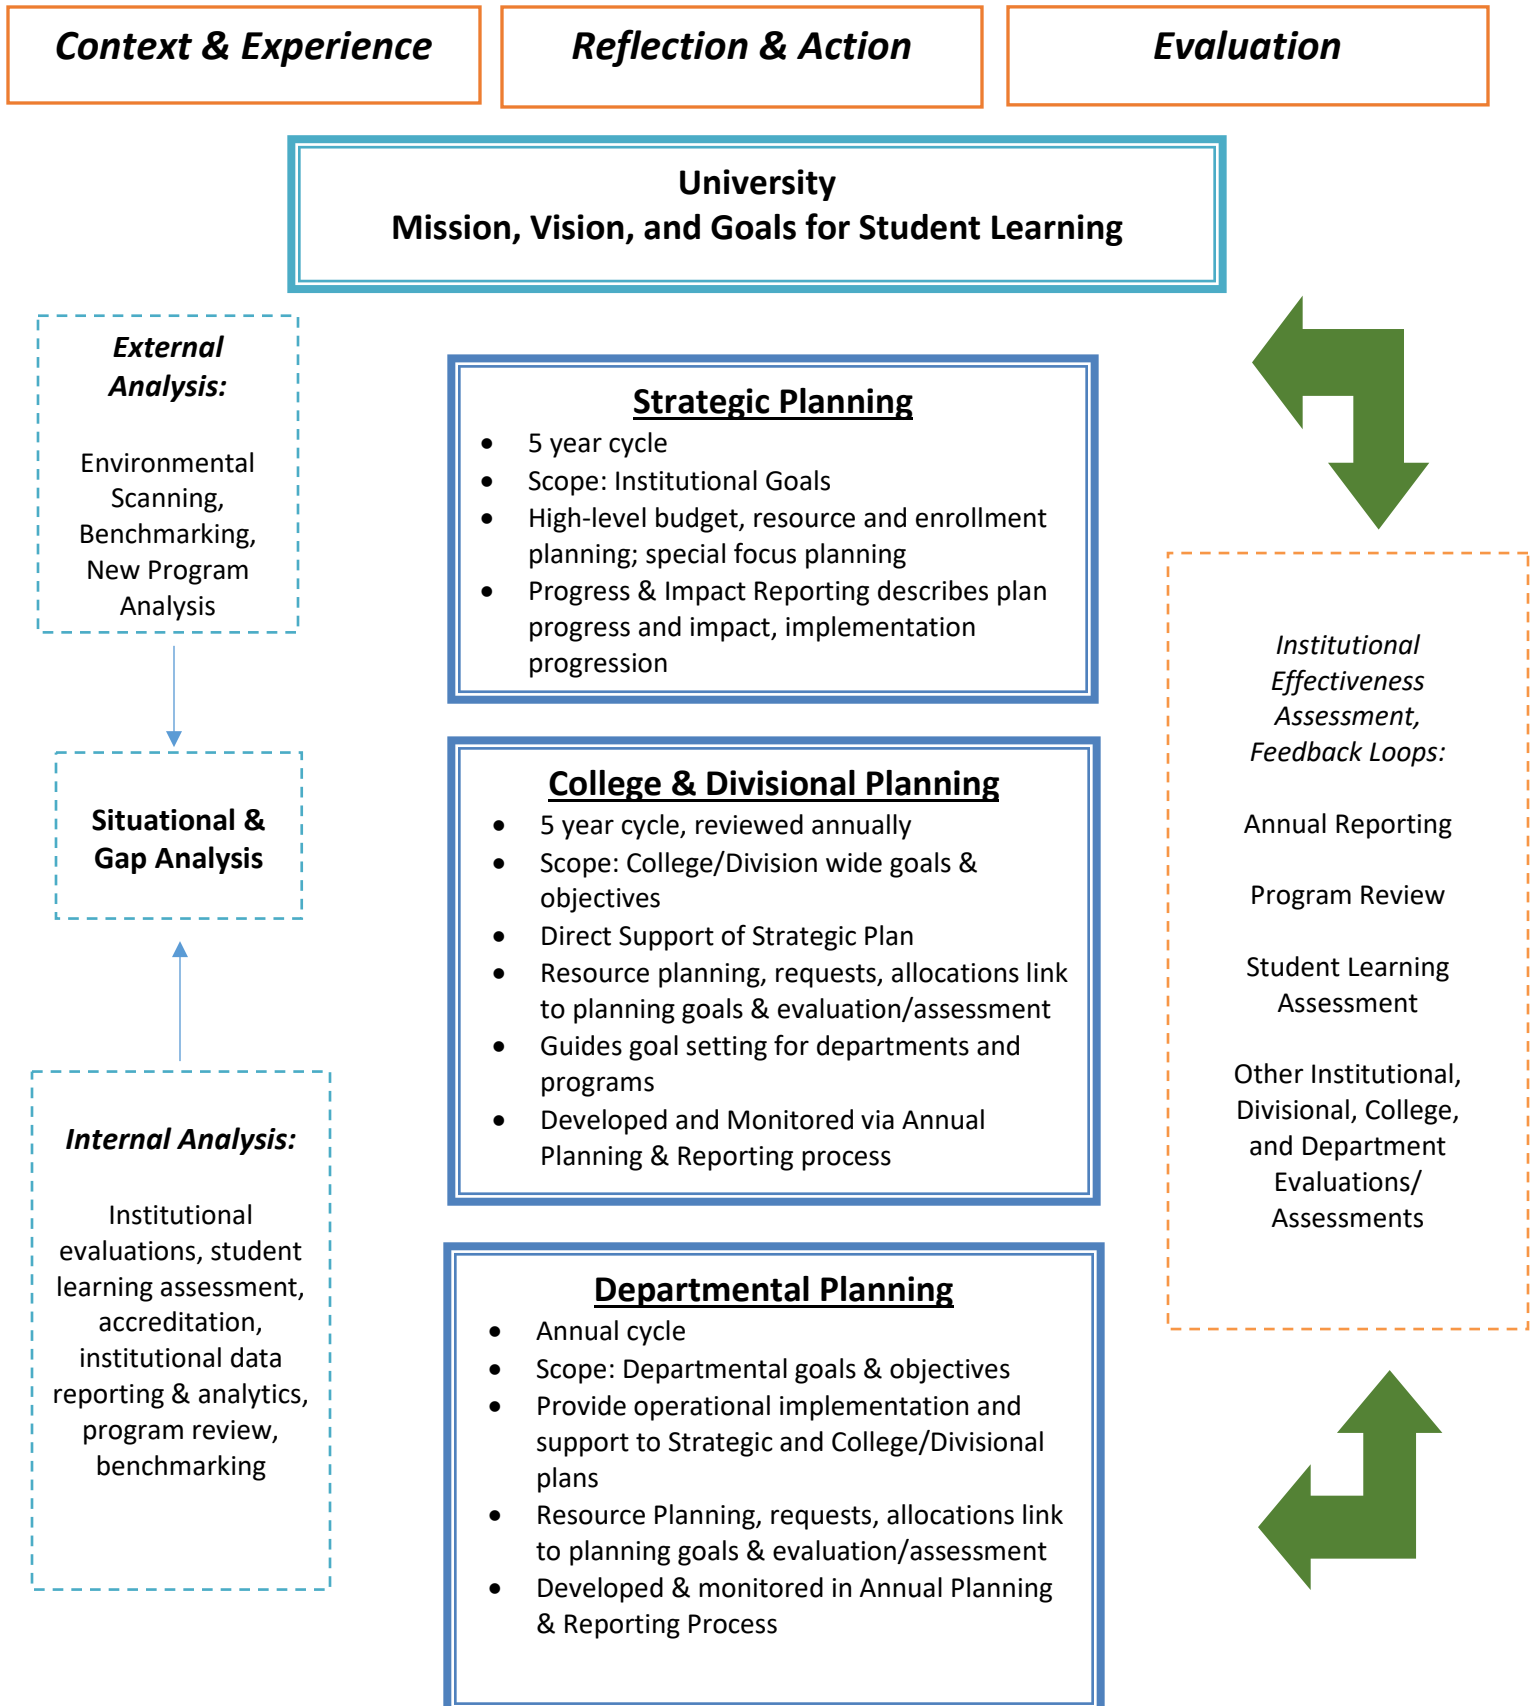 Context & Experience
Reflection & Action
Evaluation
University
Mission, Vision, and Goals for Student Learning
External
Analysis:
Environmental
Scanning,
Benchmarking,
New Program
Analysis
Situational &
Gap Analysis
Internal Analysis:
Institutional
evaluations, student
learning assessment,
accreditation,
institutional data
reporting & analytics,
program review,
benchmarking
Strategic Planning
• 5 year cycle
• Scope: Institutional Goals
• High-level budget, resource and enrollment
planning; special focus planning
• Progress & Impact Reporting describes plan
progress and impact, implementation
progression
College & Divisional Planning
• 5 year cycle, reviewed annually
• Scope: College/Division wide goals &
objectives
• Direct Support of Strategic Plan
• Resource planning, requests, allocations link
to planning goals & evaluation/assessment
• Guides goal setting for departments and
programs
• Developed and Monitored via Annual
Planning & Reporting process
Departmental Planning
• Annual cycle
• Scope: Departmental goals & objectives
• Provide operational implementation and
support to Strategic and College/Divisional
plans
• Resource Planning, requests, allocations link
to planning goals & evaluation/assessment
• Developed & monitored in Annual Planning
& Reporting Process
Institutional
Effectiveness
Assessment,
Feedback Loops:
Annual Reporting
Program Review
Student Learning
Assessment
Other Institutional,
Divisional, College,
and Department
Evaluations/
Assessments